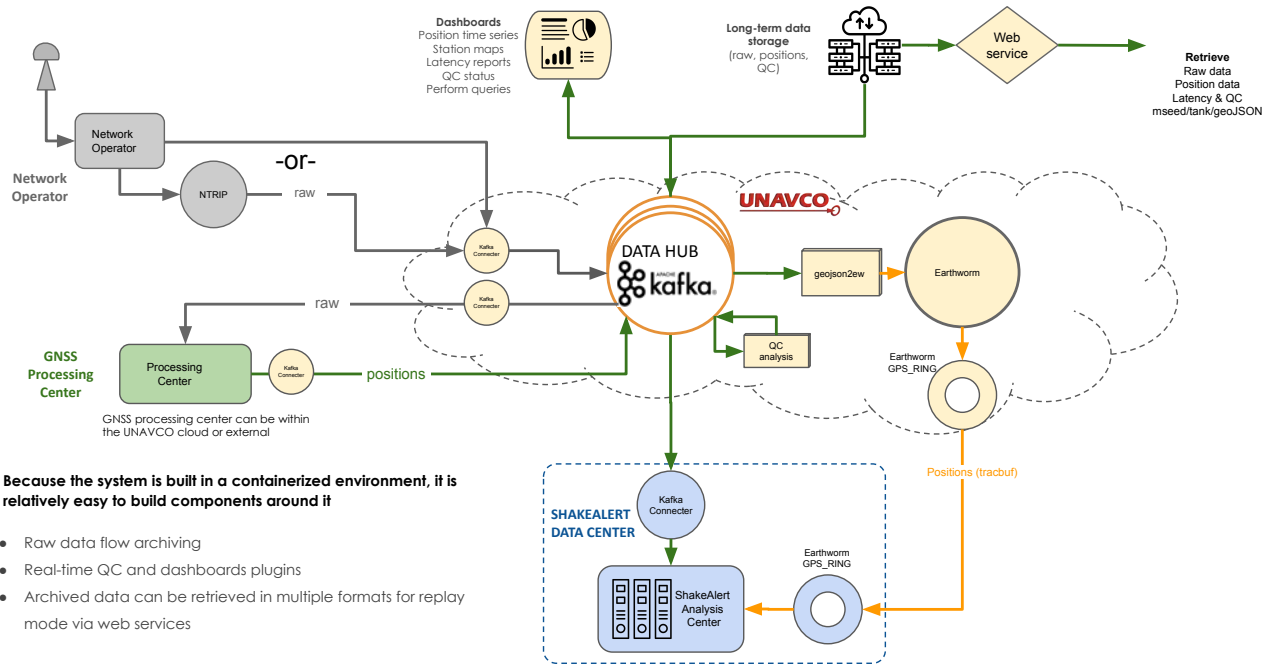 Dashboards
Position time series
Station maps
Latency reports
QC status
Perform queries
Long-term data
storage
(raw, positions,
QC)
Web
service
Retrieve
Raw data
Position data
Latency & QC
mseed/tank/geoJSON
Network
Operator
Network
Operator
NTRIP
-or-
raw
UNAVCO
Kafka
Connecter
DATA HUB
APACHE
kafka®
geojson2ew
Earthworm
raw
Kafka
Connecter
QC
analysis
GNSS
Processing
Center
Processing
Center
Kafka
Connecter
positions
Earthworm
GPS_RING
GNSS processing center can be within
the UNAVCO cloud or external
Positions (tracbuf)
Because the system is built in a containerized environment, it is
relatively easy to build components around it
● Raw data flow archiving
● Real-time QC and dashboards plugins
● Archived data can be retrieved in multiple formats for replay
mode via web services
SHAKEALERT
DATA CENTER
Kafka
Connecter
Earthworm
GPS_RING
ShakeAlert
Analysis
Center